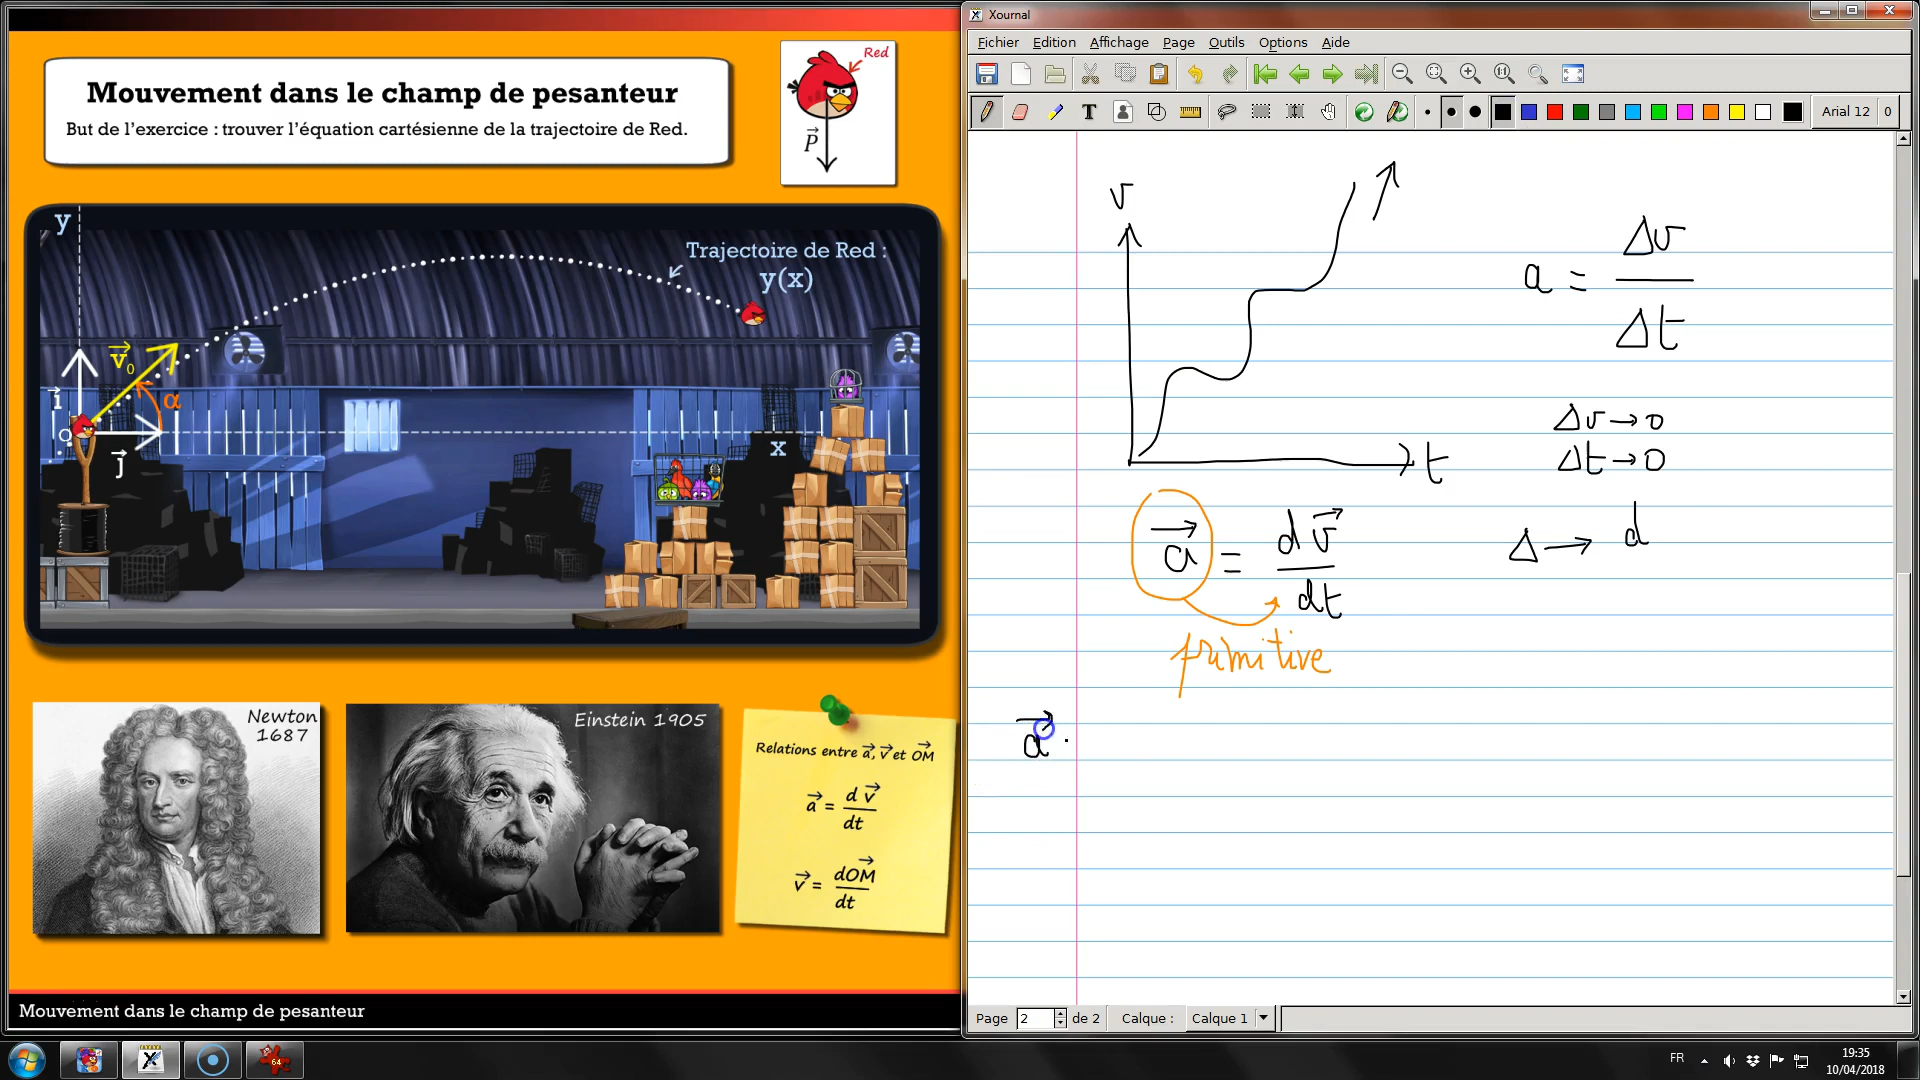 Mouvement dans le champ de pesanteur
But de l'exercice : trouver l'équation cartésienne de la trajectoire de Red.
Red
P
y
Trajectoire de Red :
y(x)
v0
α
i
O
j
x
Newton
1687
Einstein 1905
Relations entre a, v et OM
a = d v
dt
v = dOM
dt
Mouvement dans le champ de pesanteur
Xournal
Fichier Edition Affichage Page Outils Options Aide
Arial 12 0
v
t
a = Δv
Δt
Δv → 0
Δt → 0
Δ → d
a = d v
dt
primitive
a .
Page 2 de 2 Calque : Calque 1
64
FR
19:35
10/04/2018